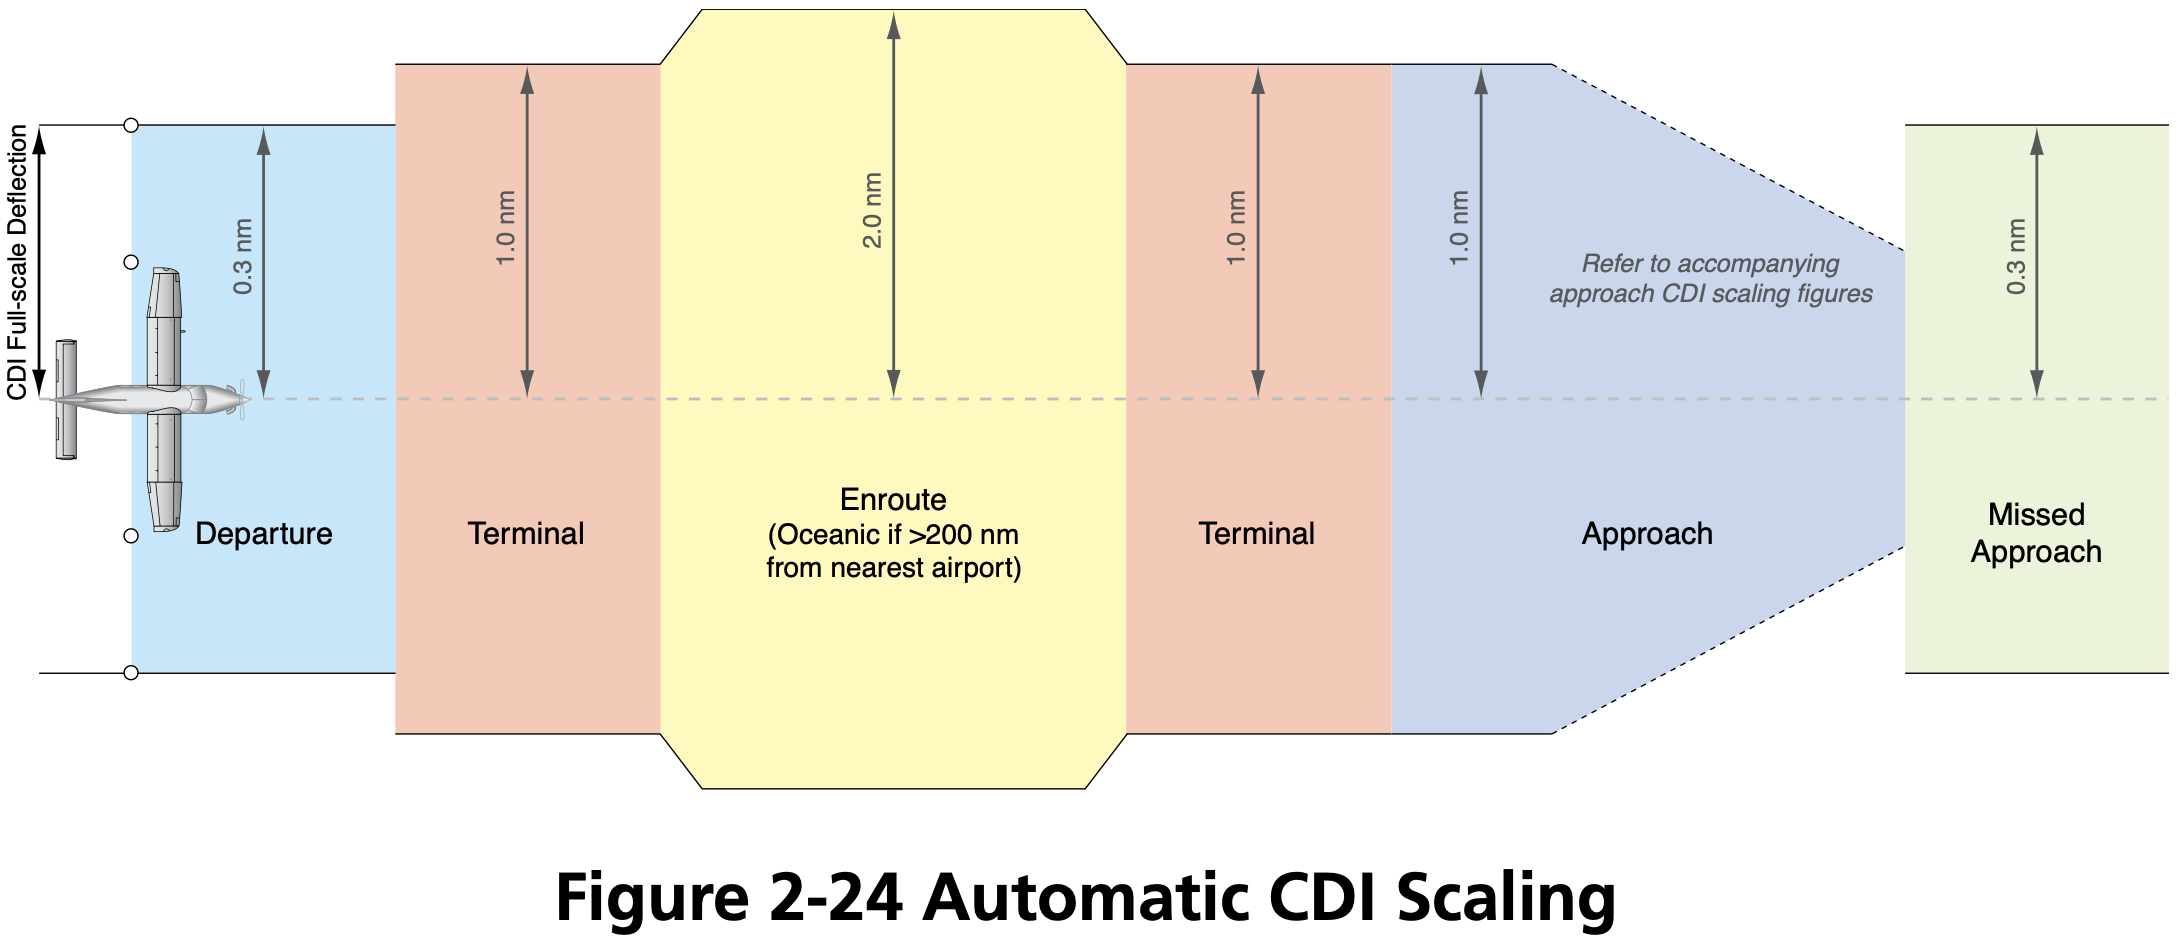 CDI Full-scale Deflection
0.3 nm
Departure
1.0 nm
Terminal
2.0 nm
Enroute
(Oceanic if >200 nm
from nearest airport)
1.0 nm
Terminal
1.0 nm
Refer to accompanying
approach CDI scaling figures
Approach
0.3 nm
Missed
Approach
Figure 2-24 Automatic CDI Scaling